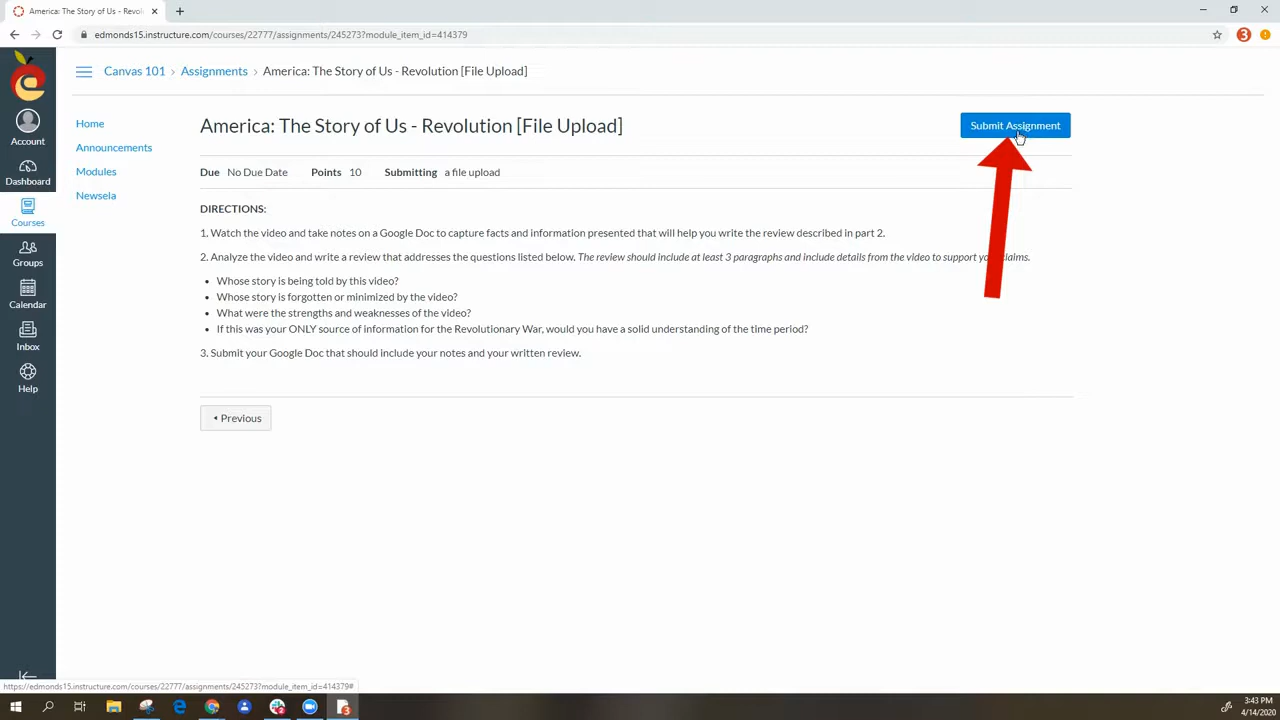 America: The Story of Us - Revol
edmonds15.instructure.com/courses/22777/assignments/245273?module_item_id=414379
3
Canvas 101 › Assignments › America: The Story of Us - Revolution [File Upload]
Account
Dashboard
Courses
Groups
Calendar
Inbox
Help
Home
Announcements
Modules
Newsela
America: The Story of Us - Revolution [File Upload]
Submit Assignment
Due No Due Date Points 10 Submitting a file upload
DIRECTIONS:
1. Watch the video and take notes on a Google Doc to capture facts and information presented that will help you write the review described in part 2.
2. Analyze the video and write a review that addresses the questions listed below. The review should include at least 3 paragraphs and include details from the video to support yo claims.
• Whose story is being told by this video?
• Whose story is forgotten or minimized by the video?
• What were the strengths and weaknesses of the video?
• If this was your ONLY source of information for the Revolutionary War, would you have a solid understanding of the time period?
3. Submit your Google Doc that should include your notes and your written review.
Previous
https://edmonds15.instructure.com/courses/22777/assignments/245273?module_item_id=414379#
3:43 PM
4/14/2020